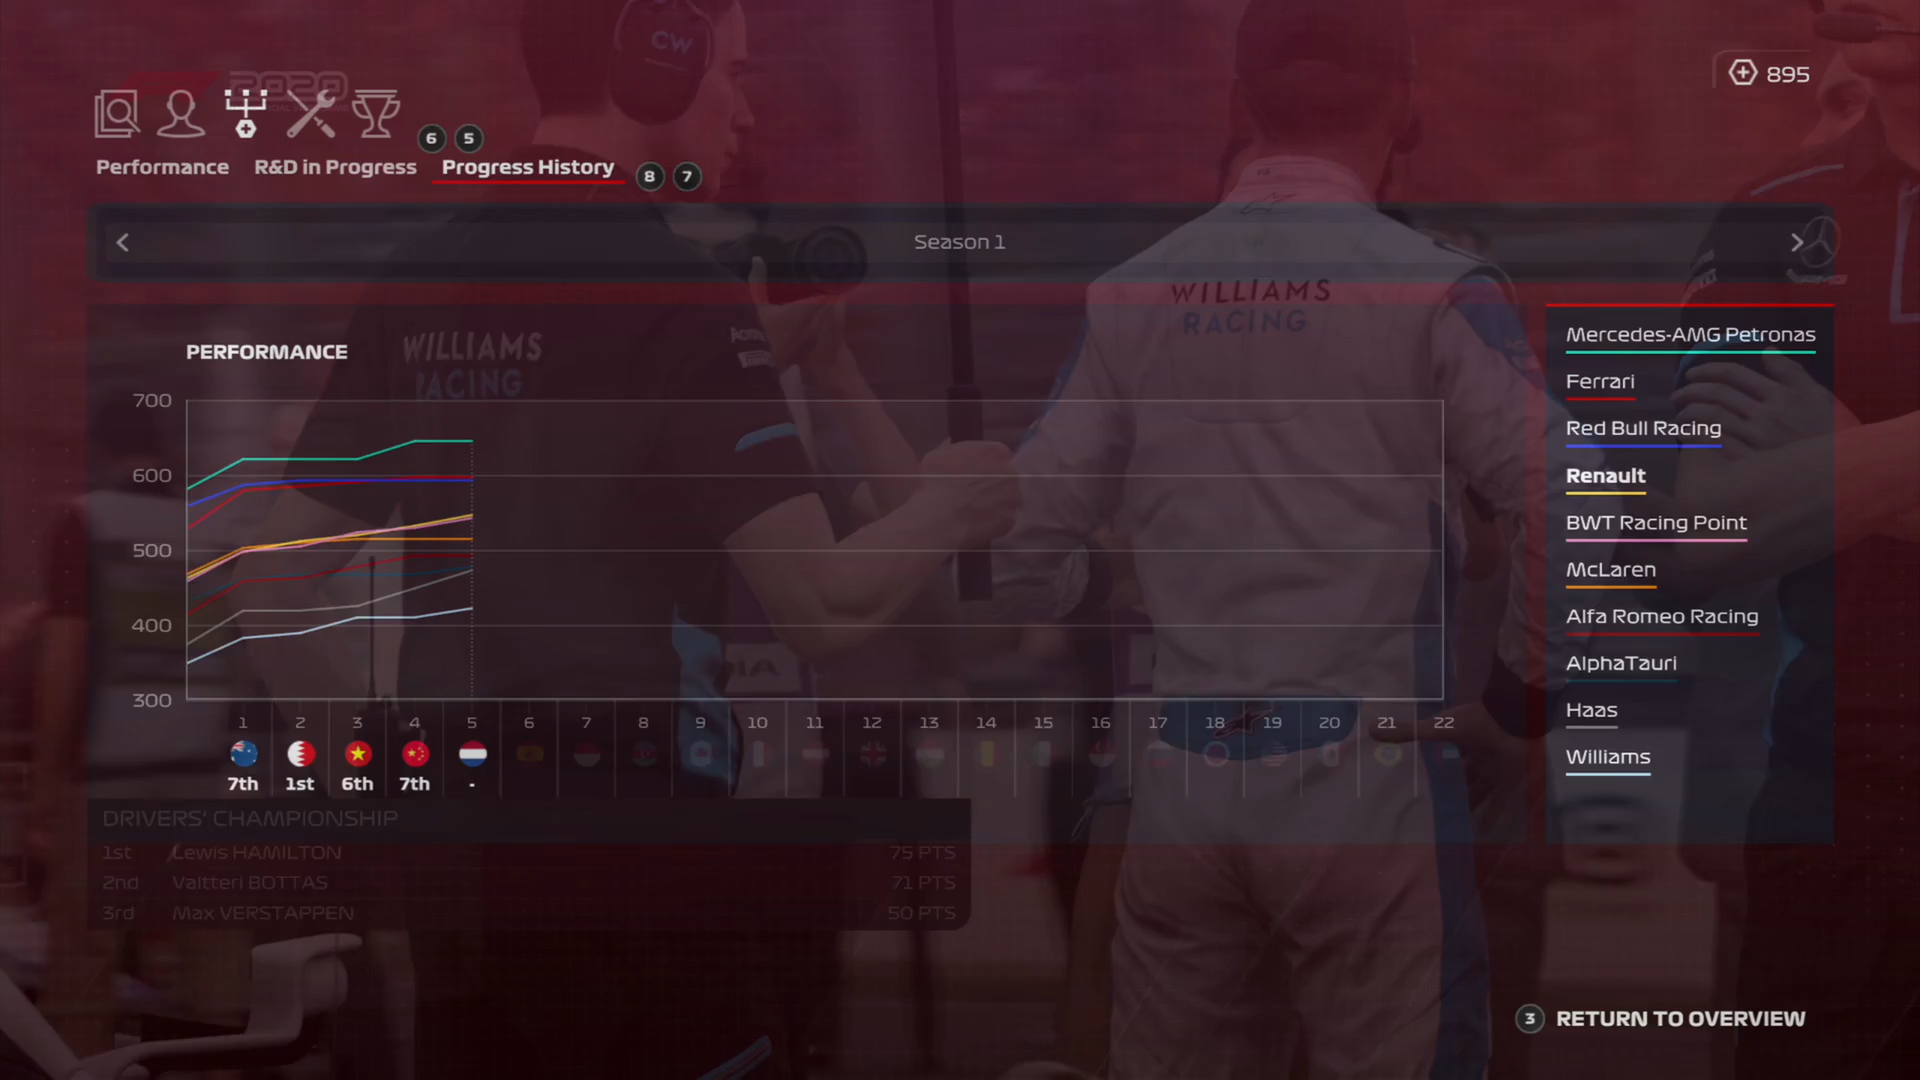 CW
2020
895
6 5
Performance R&D in Progress Progress History 8 7
Season 1
WILLIAMS
RACING
WILLIAMS
RACING
PERFORMANCE
700
600
500
400
300
1 2 3 4 5 6 7 8 9 10 11 12 13 14 15 16 17 18 19 20 21 22
7th 1st 6th 7th -
Mercedes-AMG Petronas
Ferrari
Red Bull Racing
Renault
BWT Racing Point
McLaren
Alfa Romeo Racing
AlphaTauri
Haas
Williams
DRIVERS' CHAMPIONSHIP
1st Lewis HAMILTON 75 PTS
2nd Valtteri BOTTAS 71 PTS
3rd Max VERSTAPPEN 50 PTS
3 RETURN TO OVERVIEW